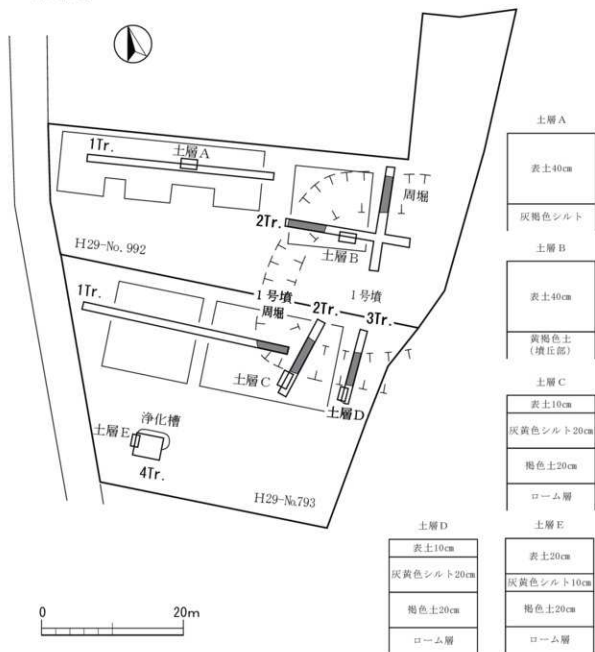 1Tr.
土層A
周堀
2Tr.
土層B
H29-No. 992
1Tr.
1号墳
周堀
1号墳
2Tr.
3Tr.
土層C
土層D
浄化槽
土層E
4Tr.
H29-No.793
0
20m
土層A
表土40cm
灰褐色シルト
土層B
表土40cm
黄褐色土
(墳丘部)
土層C
表土10cm
灰黄色シルト20cm
褐色土20cm
ローム層
土層D
表土10cm
灰黄色シルト20cm
褐色土20cm
ローム層
土層E
表土20cm
灰黄色シルト10cm
褐色土20cm
ローム層